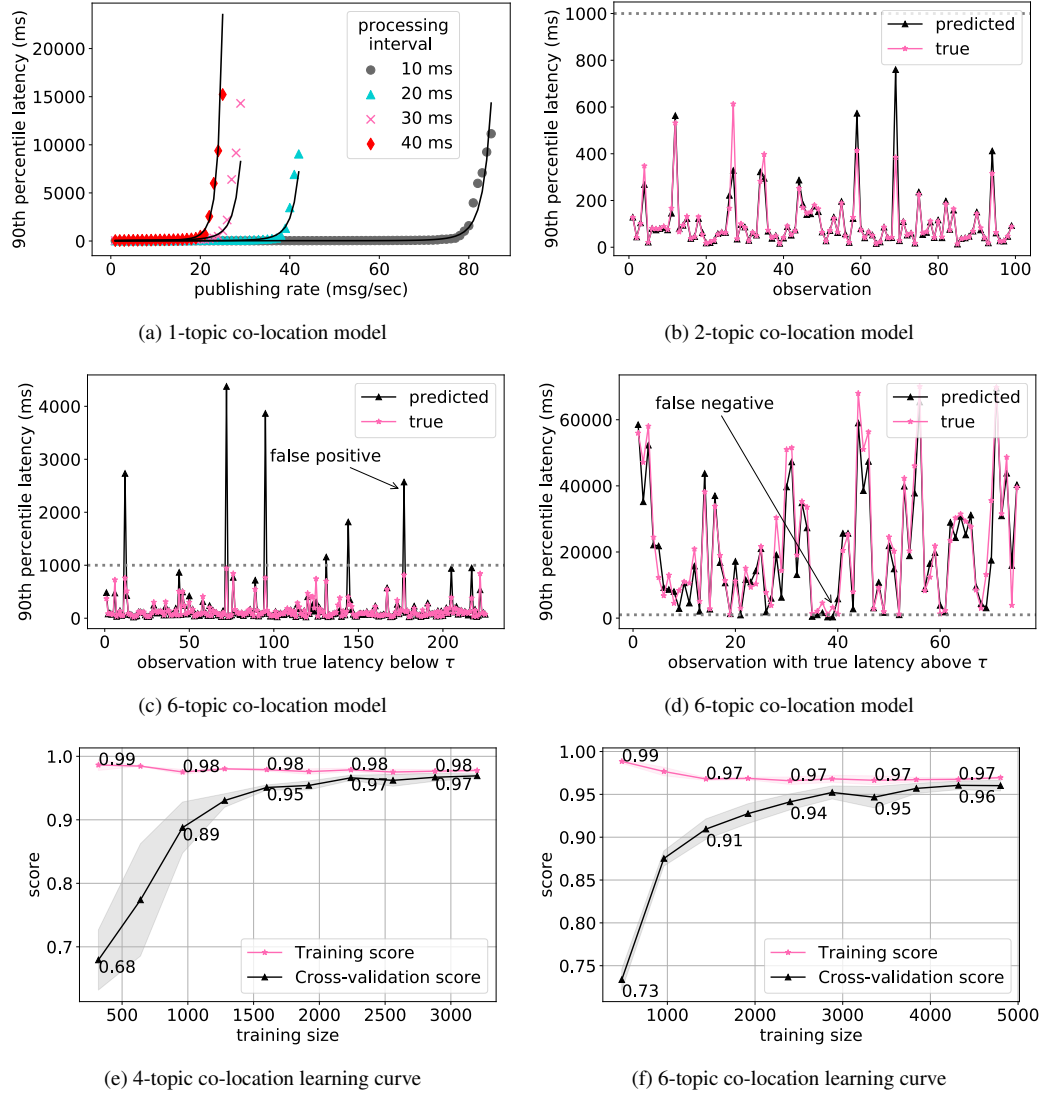 90th percentile latency (ms)
20000
15000
10000
5000
0
0
20
40
60
80
publishing rate (msg/sec)
processing
interval
10 ms
20 ms
30 ms
40 ms
(a) 1-topic co-location model
90th percentile latency (ms)
1000
800
600
400
200
0
0
20
40
60
80
100
observation
predicted
true
(b) 2-topic co-location model
90th percentile latency (ms)
4000
3000
2000
1000
0
0
50
100
150
200
observation with true latency below τ
predicted
true
false positive
(c) 6-topic co-location model
90th percentile latency (ms)
60000
40000
20000
0
0
20
40
60
observation with true latency above τ
predicted
true
false negative
(d) 6-topic co-location model
score
1.0
0.9
0.8
0.7
500
1000
1500
2000
2500
3000
training size
0.99
0.98
0.98
0.98
0.98
0.68
0.89
0.95
0.97
0.97
Training score
Cross-validation score
(e) 4-topic co-location learning curve
score
1.00
0.95
0.90
0.85
0.80
0.75
1000
2000
3000
4000
5000
training size
0.99
0.97
0.97
0.97
0.97
0.73
0.91
0.94
0.95
0.96
Training score
Cross-validation score
(f) 6-topic co-location learning curve